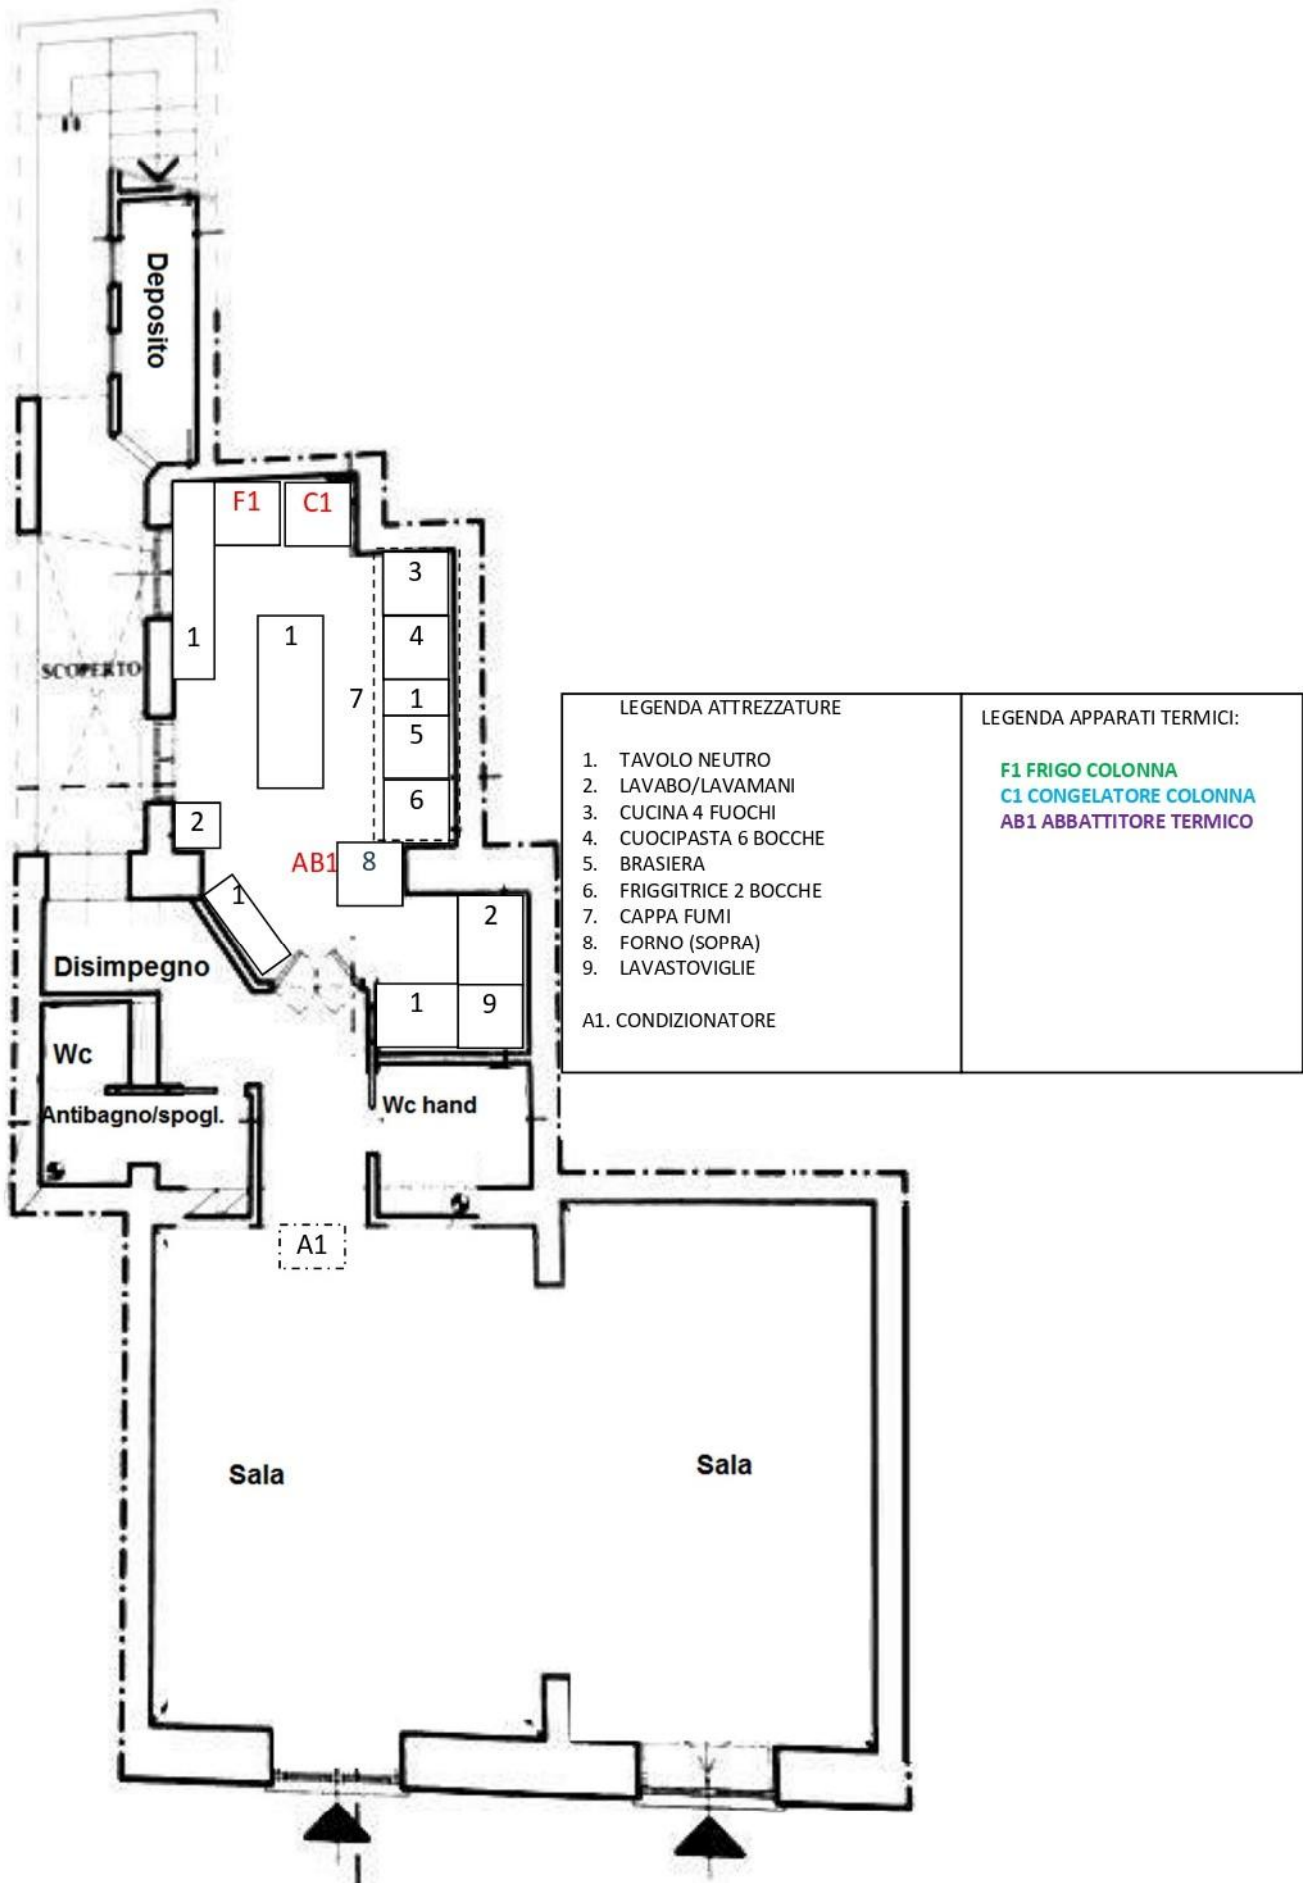 Deposito
F1
C1
3
1
1
4
SCOPERTO
7
1
5
6
2
AB1
8
1
2
Disimpegno
1
9
Wc
Antibagno/spogl.
Wc hand
A1
Sala
Sala
LEGENDA ATTREZZATURE
1. TAVOLO NEUTRO
2. LAVABO/LAVAMANI
3. CUCINA 4 FUOCHI
4. CUOCIPASTA 6 BOCCHE
5. BRASIERA
6. FRIGGITRICE 2 BOCCHE
7. CAPPA FUMI
8. FORNO (SOPRA)
9. LAVASTOVIGLIE
A1. CONDIZIONATORE
LEGENDA APPARATI TERMICI:
F1 FRIGO COLONNA
C1 CONGELATORE COLONNA
AB1 ABBATTITORE TERMICO